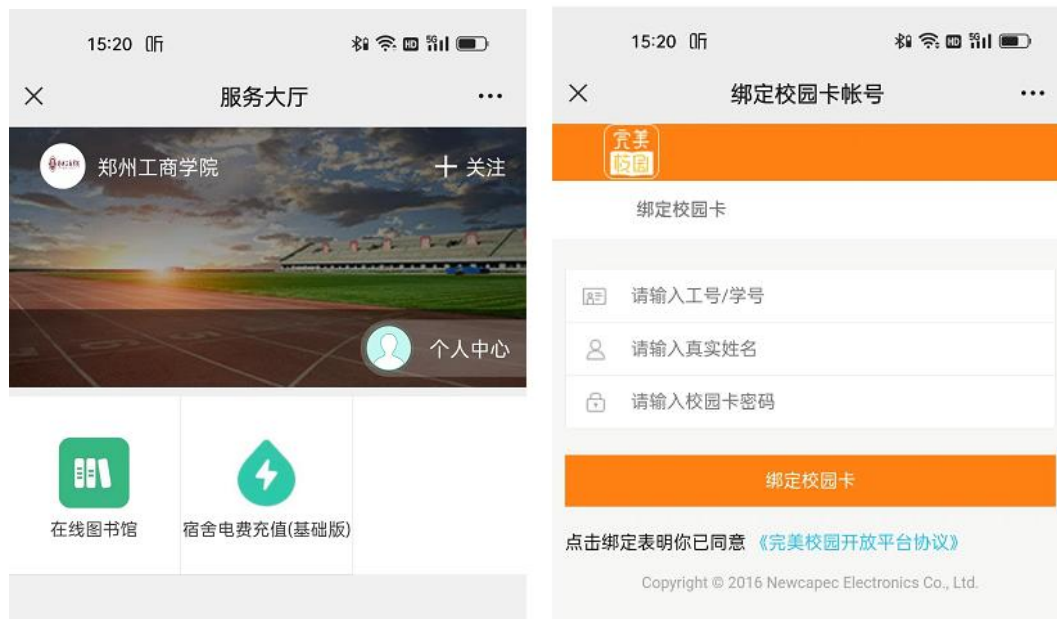 15:20
5G
服务大厅
郑州工商学院
关注
个人中心
在线图书馆
宿舍电费充值(基础版)
15:20
5G
绑定校园卡帐号
完美
校园
绑定校园卡
请输入工号/学号
请输入真实姓名
请输入校园卡密码
绑定校园卡
点击绑定表明你已同意《完美校园开放平台协议》
Copyright © 2016 Newcapec Electronics Co., Ltd.